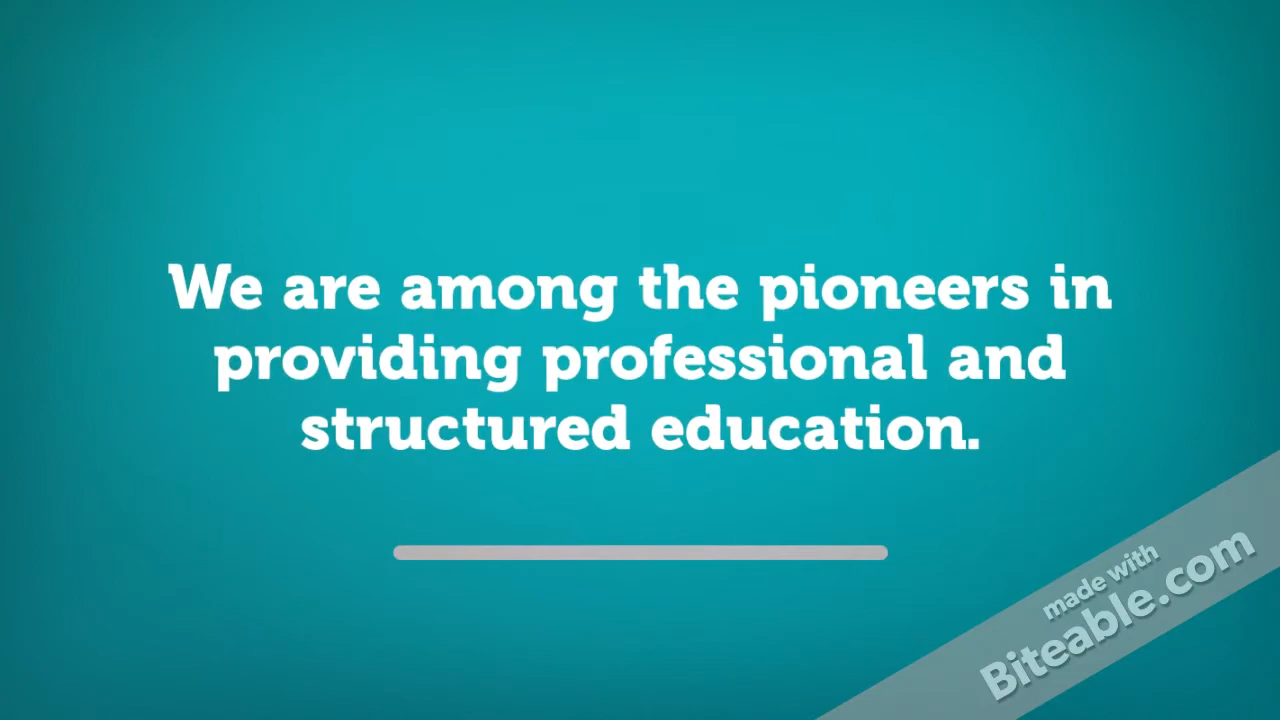 We are among the pioneers in
providing professional and
structured education.
made with
Biteable.com